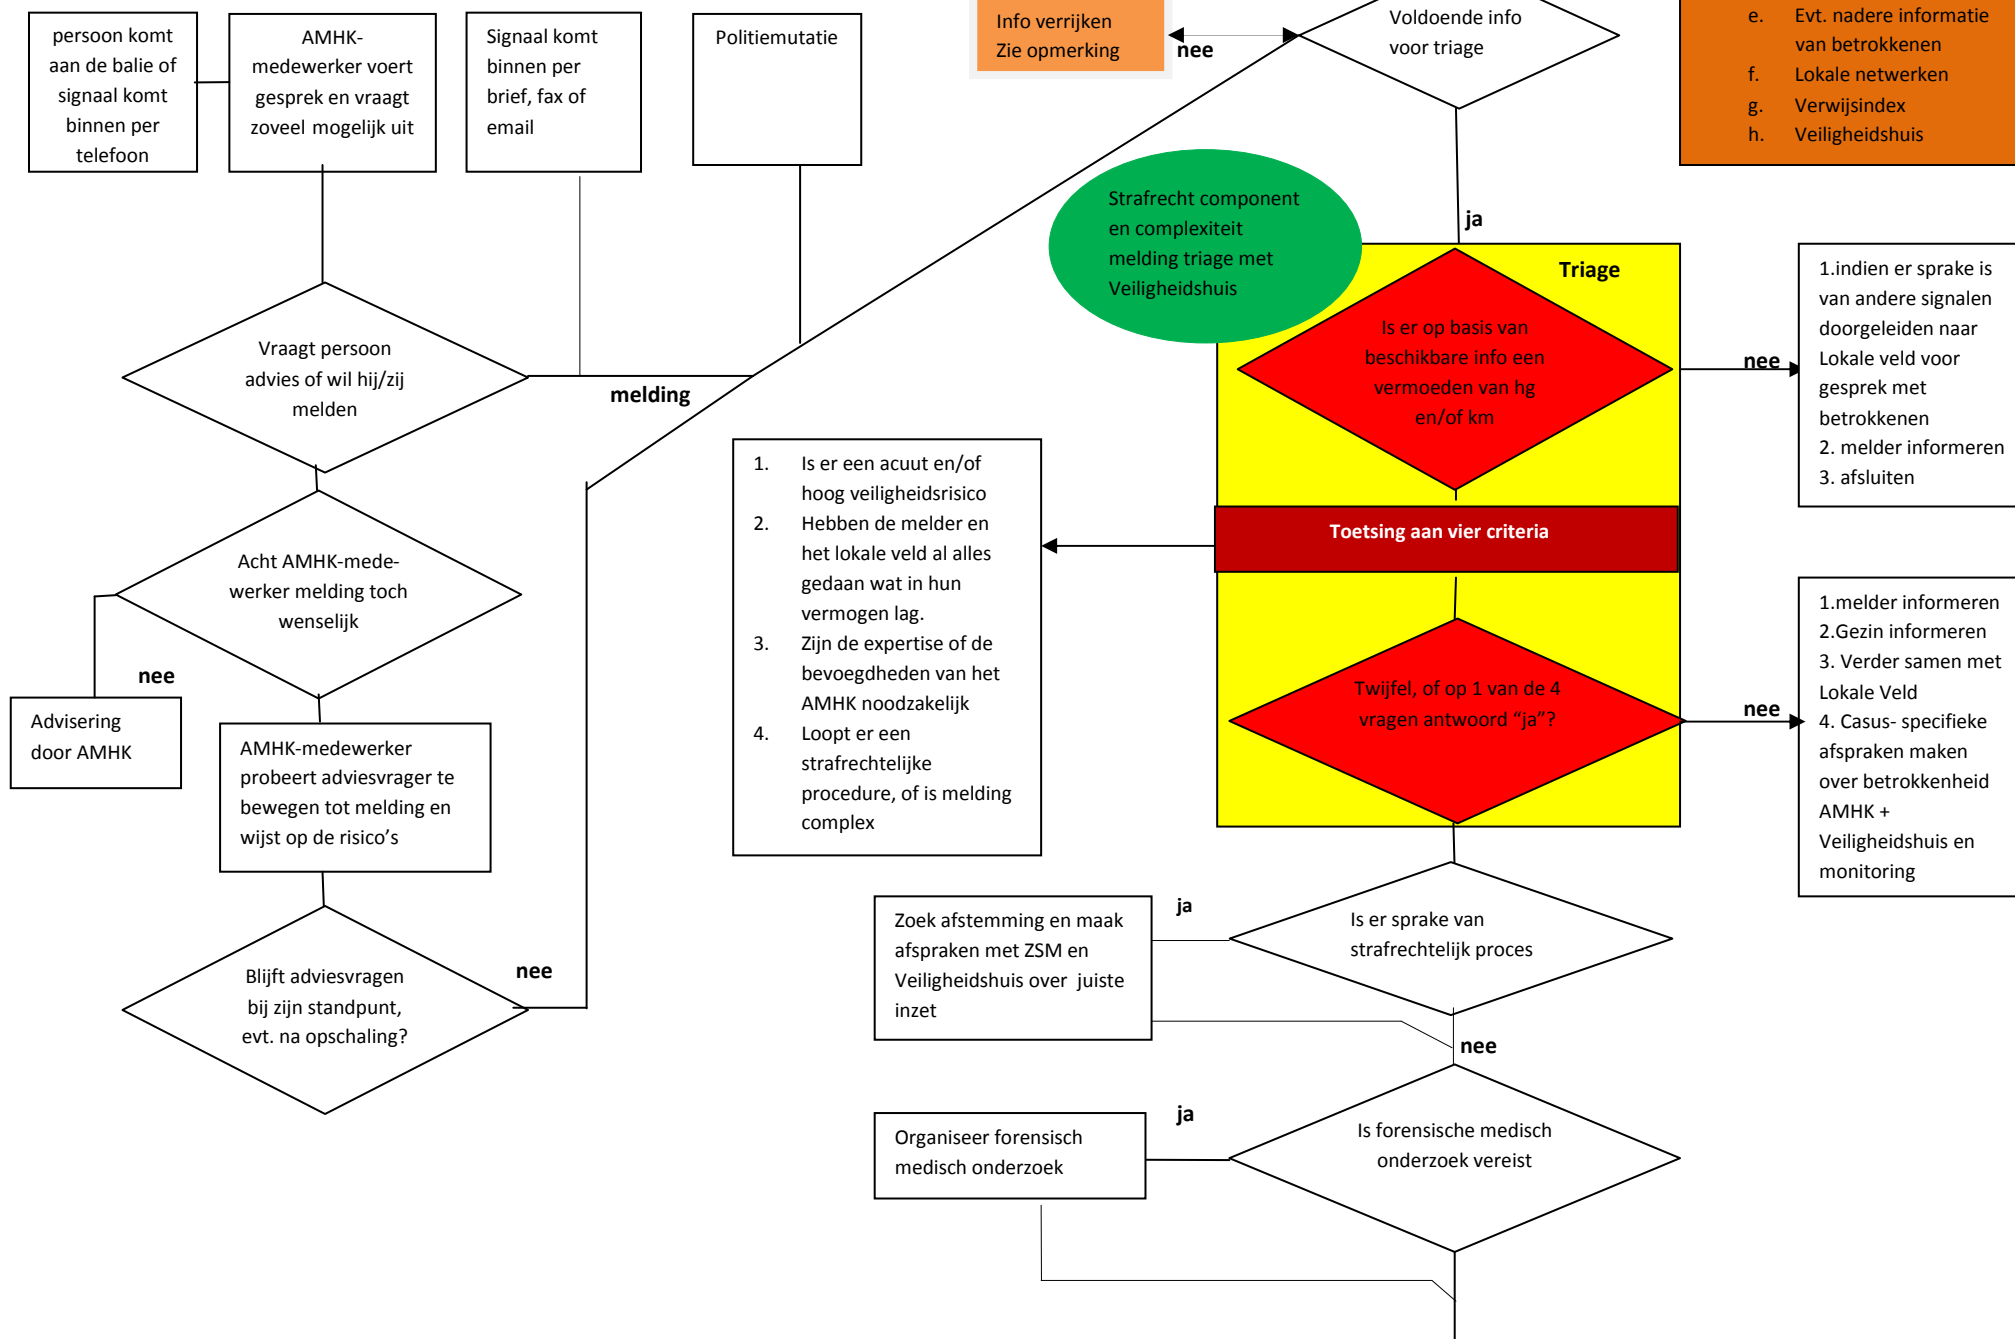 persoon komt
aan de balie of
signaal komt
binnen per
telefoon
AMHK-
medewerker voert
gesprek en vraagt
zoveel mogelijk uit
Signaal komt
binnen per
brief, fax of
email
Politiemutatie
Info verrijken
Zie opmerking
nee
Voldoende info
voor triage
e. Evt. nadere informatie
van betrokkenen
f. Lokale netwerken
g. Verwijsindex
h. Veiligheidshuis
ja
Strafrecht component
en complexiteit
melding triage met
Veiligheidshuis
Triage
Is er op basis van
beschikbare info een
vermoeden van hg
en/of km
nee
1.indien er sprake is
van andere signalen
doorgeleiden naar
Lokale veld voor
gesprek met
betrokkenen
2. melder informeren
3. afsluiten
Vraagt persoon
advies of wil hij/zij
melden
melding
1. Is er een acuut en/of
hoog veiligheidsrisico
2. Hebben de melder en
het lokale veld al alles
gedaan wat in hun
vermogen lag.
3. Zijn de expertise of de
bevoegdheden van het
AMHK noodzakelijk
4. Loopt er een
strafrechtelijke
procedure, of is melding
complex
Toetsing aan vier criteria
Acht AMHK-mede-
werker melding toch
wenselijk
nee
Advisering
door AMHK
AMHK-medewerker
probeert adviesvrager te
bewegen tot melding en
wijst op de risico's
Twijfel, of op 1 van de 4
vragen antwoord "ja"?
nee
1.melder informeren
2.Gezin informeren
3. Verder samen met
Lokale Veld
4. Casus- specifieke
afspraken maken
over betrokkenheid
AMHK +
Veiligheidshuis en
monitoring
Blijft adviesvragen
bij zijn standpunt,
evt. na opschaling?
nee
Zoek afstemming en maak
afspraken met ZSM en
Veiligheidshuis over juiste
inzet
ja
Is er sprake van
strafrechtelijk proces
nee
Organiseer forensisch
medisch onderzoek
ja
Is forensische medisch
onderzoek vereist